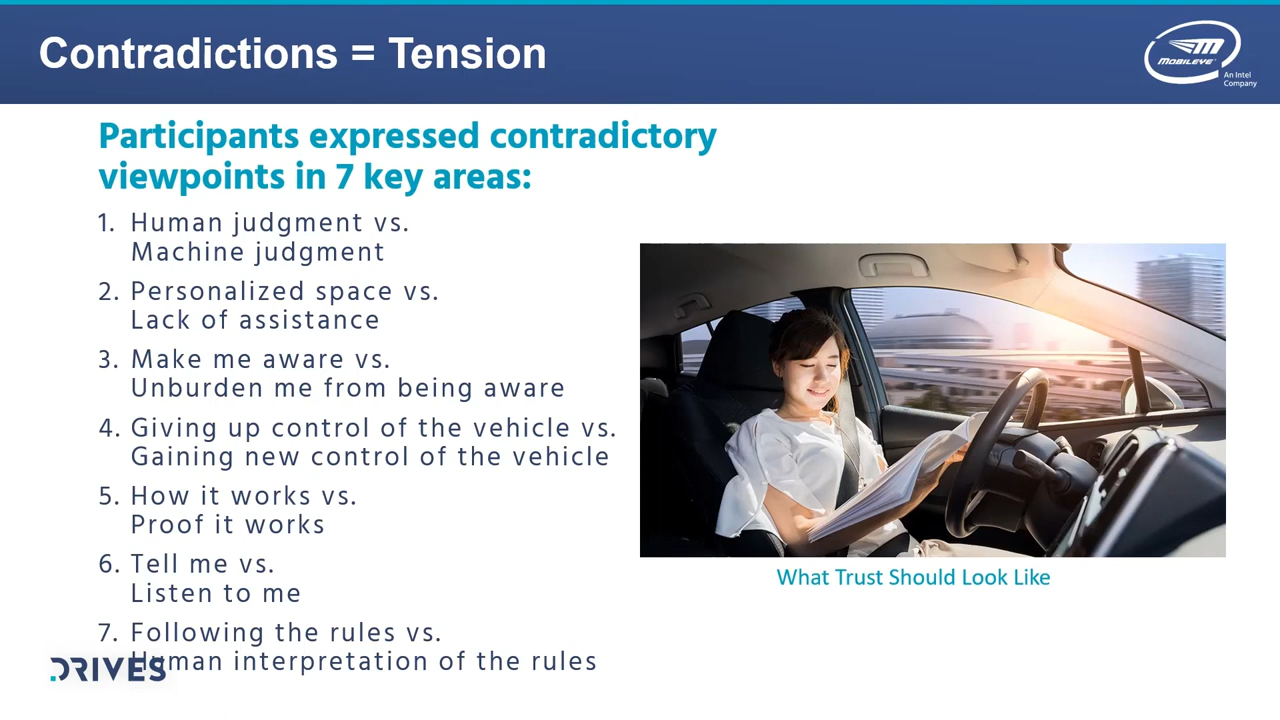 Contradictions = Tension
MOBILEYE
An Intel
Company
Participants expressed contradictory
viewpoints in 7 key areas:
1. Human judgment vs.
Machine judgment
2. Personalized space vs.
Lack of assistance
3. Make me aware vs.
Unburden me from being aware
4. Giving up control of the vehicle vs.
Gaining new control of the vehicle
5. How it works vs.
Proof it works
6. Tell me vs.
Listen to me
7. Following the rules vs.
Human interpretation of the rules
What Trust Should Look Like
DRIVES